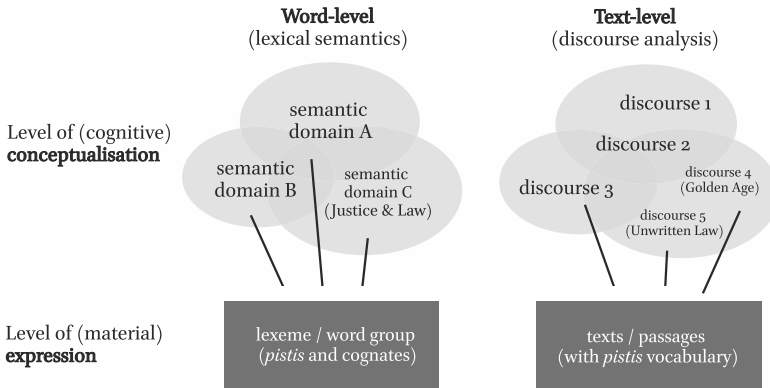 Word-level
(lexical semantics)
Text-level
(discourse analysis)
Level of (cognitive)
conceptualisation
semantic
domain A
semantic
domain B
semantic
domain C
(Justice & Law)
discourse 1
discourse 2
discourse 3
discourse 4
(Golden Age)
discourse 5
(Unwritten Law)
Level of (material)
expression
lexeme / word group
(pistis and cognates)
texts / passages
(with pistis vocabulary)